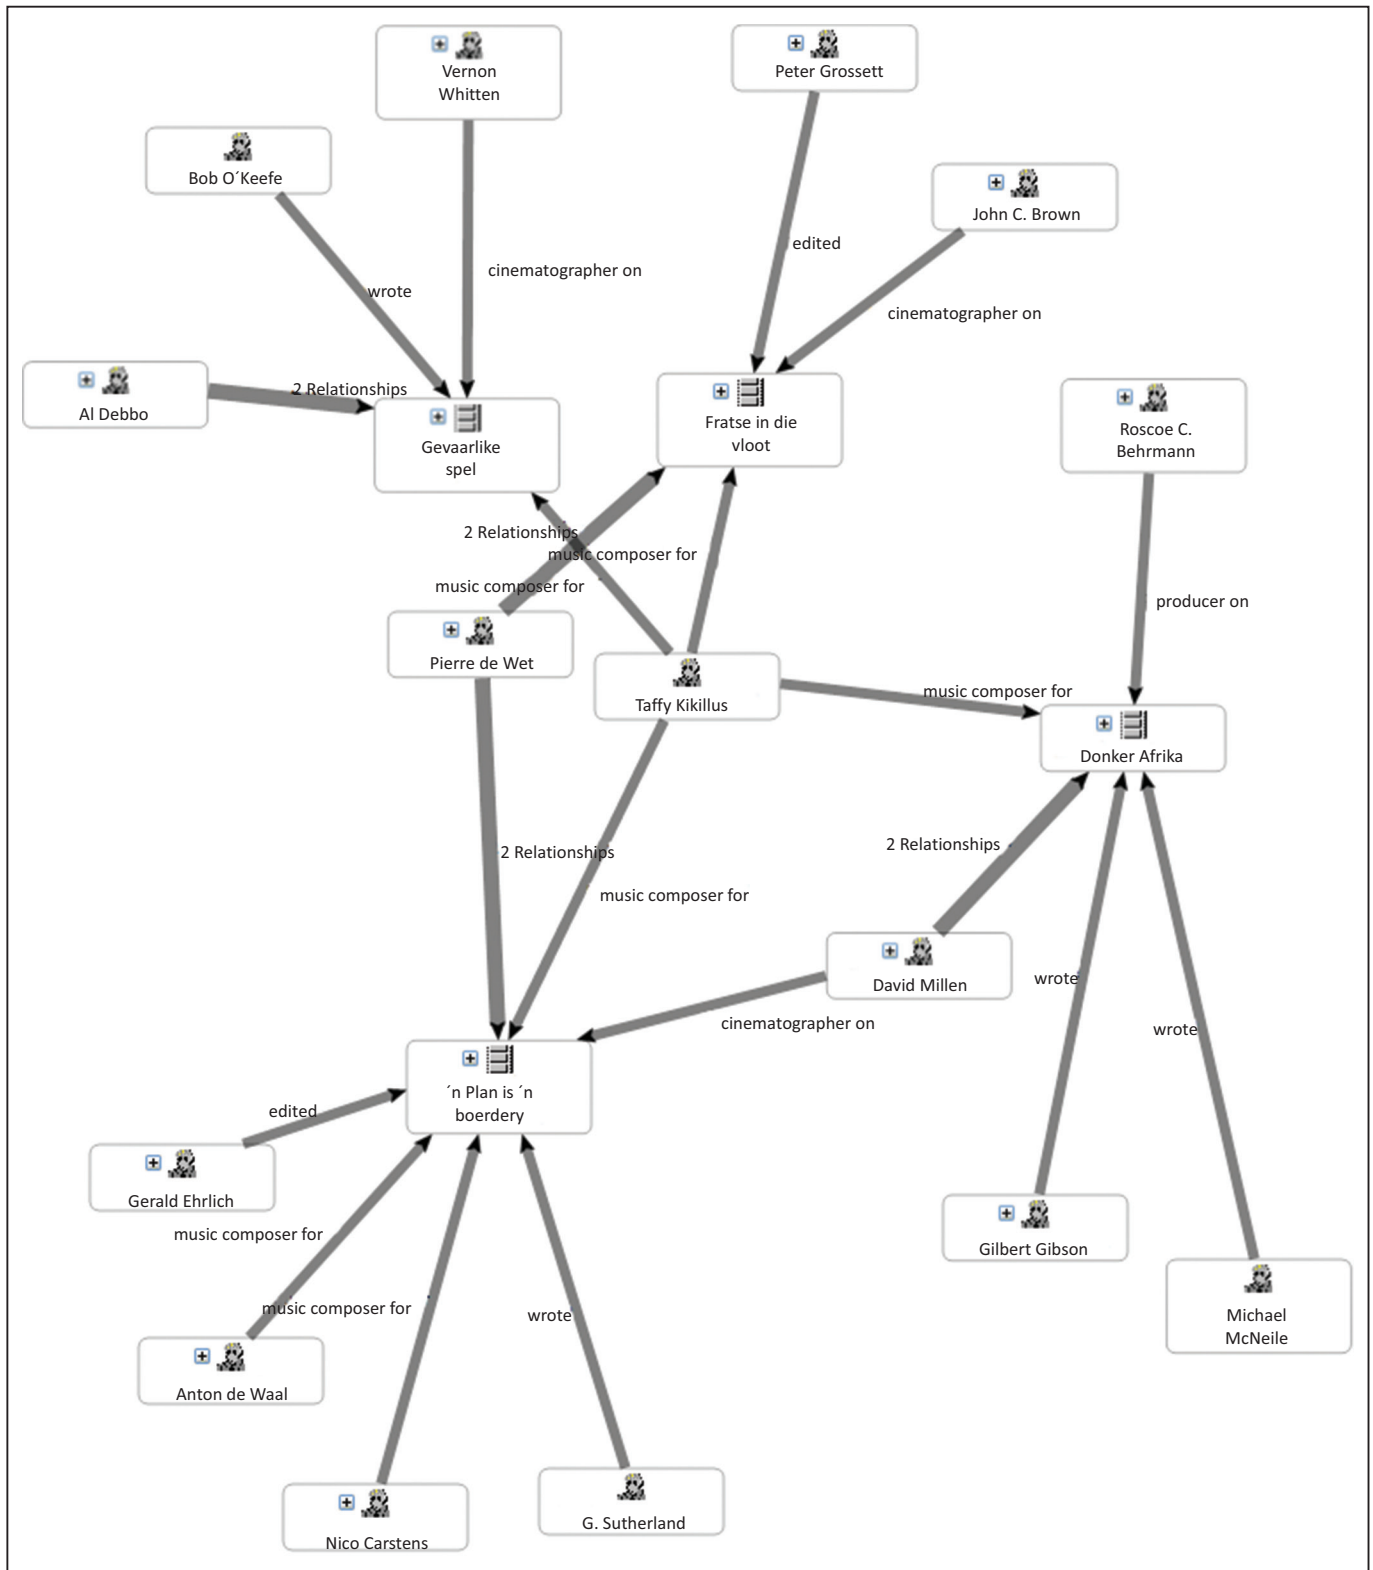 Vernon
Whitten
Peter Grossett
Bob O´Keefe
John C. Brown
edited
cinematographer on
wrote
cinematographer on
2 Relationships
Al Debbo
Gevaarlike
spel
Fratse in die
vloot
Roscoe C.
Behrmann
2 Relationships
music composer for
music composer for
producer on
Pierre de Wet
Taffy Kikillus
music composer for
Donker Afrika
2 Relationships
2 Relationships
music composer for
David Millen
wrote
cinematographer on
wrote
´n Plan is ´n
boerdery
edited
Gerald Ehrlich
music composer for
Gilbert Gibson
music composer for
wrote
Michael
McNeile
Anton de Waal
Nico Carstens
G. Sutherland